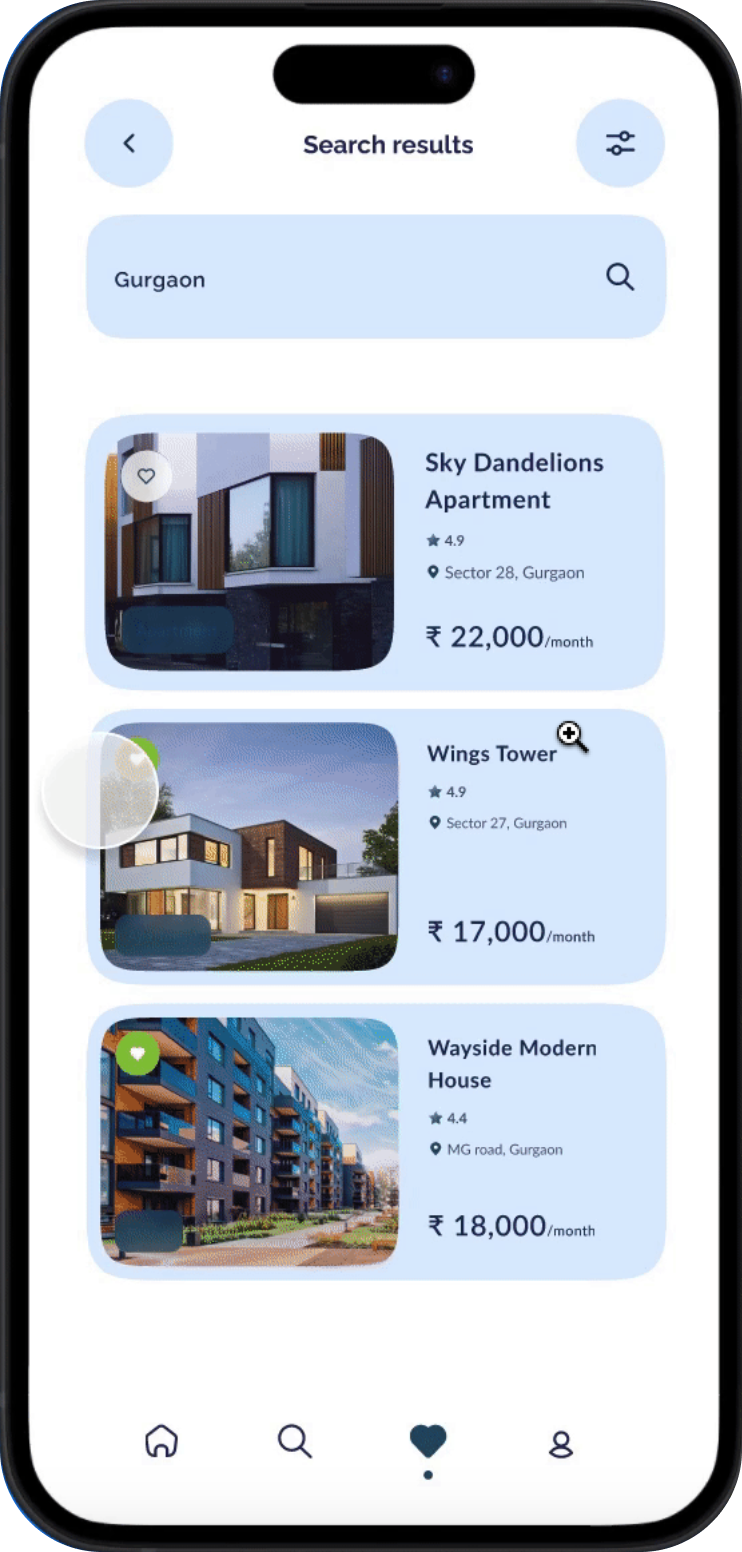 Search results
Gurgaon
Sky Dandelions
Apartment
4.9
Sector 28, Gurgaon
₹ 22,000/month
Wings Tower
4.9
Sector 27, Gurgaon
₹ 17,000/month
Wayside Modern
House
4.4
MG road, Gurgaon
₹ 18,000/month